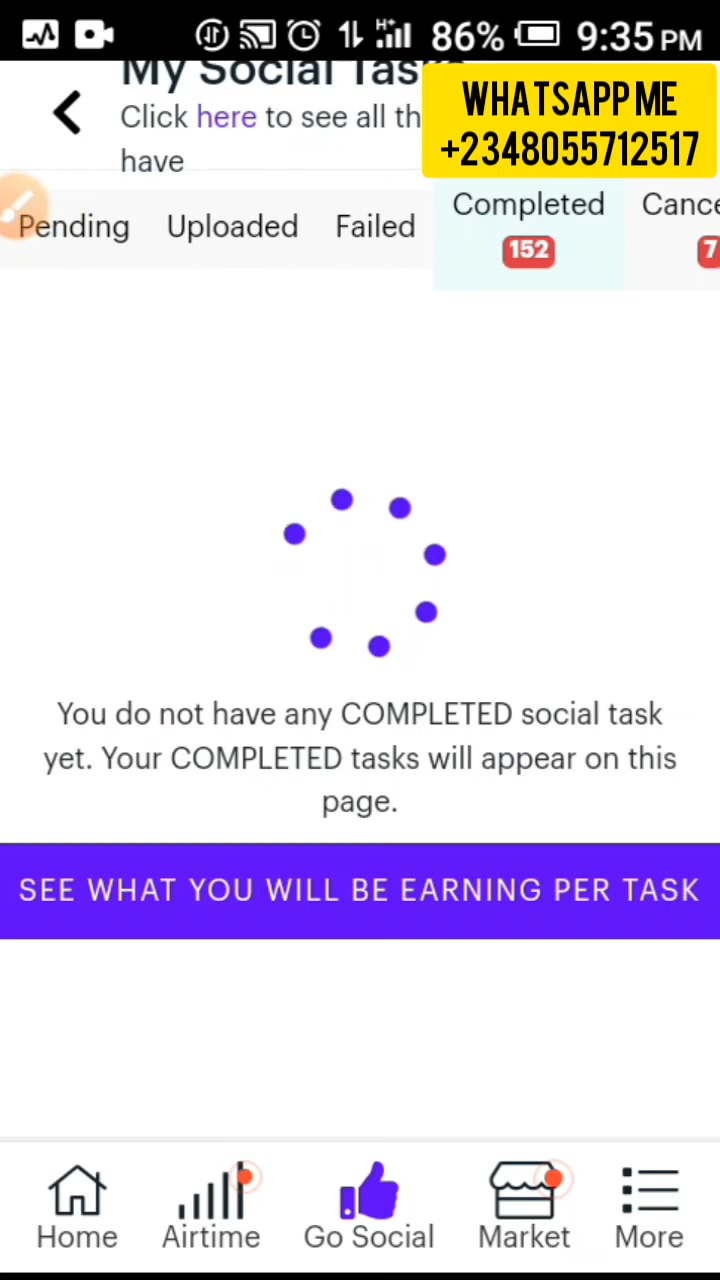 H+ 86% 9:35 PM
My Social Tas
WHATSAPP ME
+2348055712517
Click here to see all th
have
Pending Uploaded Failed Completed Cance
152 7
You do not have any COMPLETED social task
yet. Your COMPLETED tasks will appear on this
page.
SEE WHAT YOU WILL BE EARNING PER TASK
Home Airtime Go Social Market More